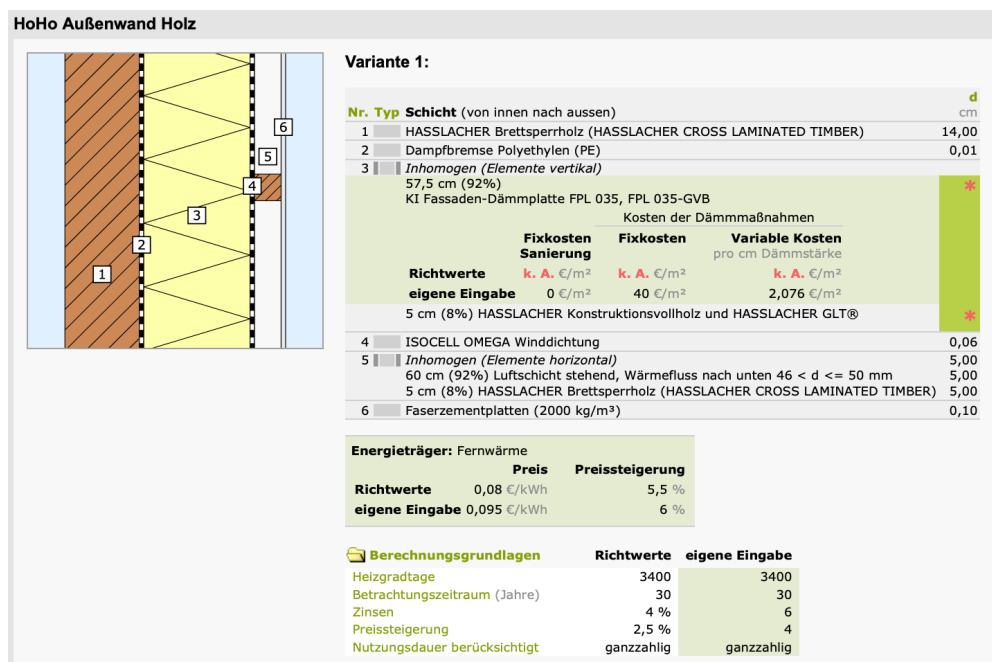 HoHo Außenwand Holz
Variante 1:
d
Nr. Typ Schicht (von innen nach aussen) cm
1 HASSLACHER Brettsperrholz (HASSLACHER CROSS LAMINATED TIMBER) 14,00
2 Dampfbremse Polyethylen (PE) 0,01
3 Inhomogen (Elemente vertikal)
57,5 cm (92%) *
KI Fassaden-Dämmplatte FPL 035, FPL 035-GVB
Kosten der Dämmmaßnahmen
Fixkosten Fixkosten Variable Kosten
Sanierung pro cm Dämmstärke
Richtwerte k. A. €/m² k. A. €/m² k. A. €/m²
eigene Eingabe 0 €/m² 40 €/m² 2,076 €/m²
5 cm (8%) HASSLACHER Konstruktionsvollholz und HASSLACHER GLT® *
4 ISOCELL OMEGA Winddichtung 0,06
5 Inhomogen (Elemente horizontal) 5,00
60 cm (92%) Luftschicht stehend, Wärmefluss nach unten 46 < d <= 50 mm 5,00
5 cm (8%) HASSLACHER Brettsperrholz (HASSLACHER CROSS LAMINATED TIMBER) 5,00
6 Faserzementplatten (2000 kg/m³) 0,10
6
5
4
3
2
1
Energieträger: Fernwärme
Preis Preissteigerung
Richtwerte 0,08 €/kWh 5,5 %
eigene Eingabe 0,095 €/kWh 6 %
Berechnungsgrundlagen Richtwerte eigene Eingabe
Heizgradtage 3400 3400
Betrachtungszeitraum (Jahre) 30 30
Zinsen 4 % 6
Preissteigerung 2,5 % 4
Nutzungsdauer berücksichtigt ganzzahlig ganzzahlig